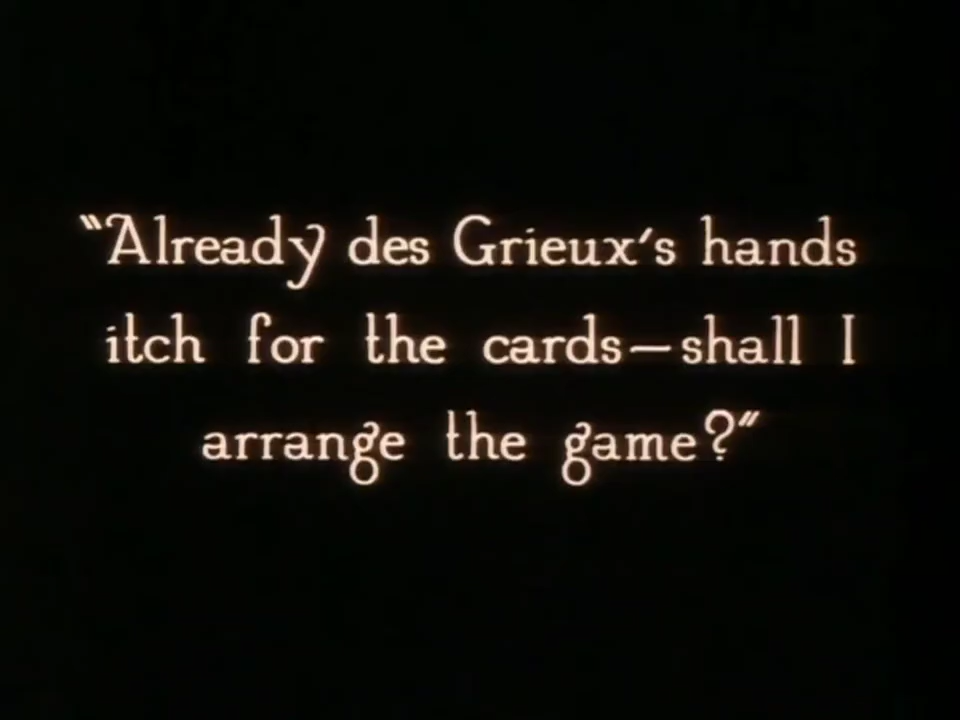 "Already des Grieux's hands
itch for the cards—shall I
arrange the game?"